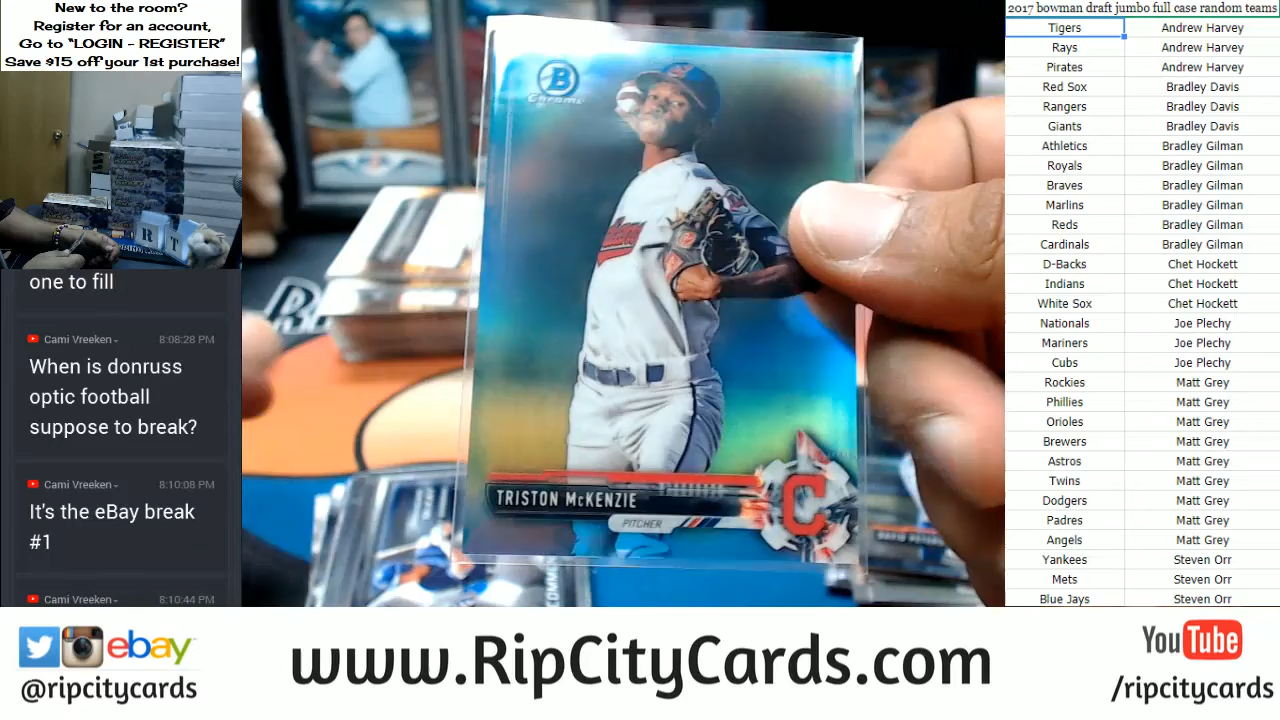 New to the room?
Register for an account,
Go to "LOGIN - REGISTER"
Save $15 off your 1st purchase!
R T
one to fill
Cami Vreeken
8:08:28 PM
When is donruss
optic football
suppose to break?
Cami Vreeken
8:10:08 PM
It's the eBay break
#1
Cami Vreeken
8:10:44 PM
B
Chrome
Indians
TRISTON McKENZIE
PITCHER
C
2017 bowman draft jumbo full case random teams
Tigers Andrew Harvey
Rays Andrew Harvey
Pirates Andrew Harvey
Red Sox Bradley Davis
Rangers Bradley Davis
Giants Bradley Davis
Athletics Bradley Gilman
Royals Bradley Gilman
Braves Bradley Gilman
Marlins Bradley Gilman
Reds Bradley Gilman
Cardinals Bradley Gilman
D-Backs Chet Hockett
Indians Chet Hockett
White Sox Chet Hockett
Nationals Joe Plechy
Mariners Joe Plechy
Cubs Joe Plechy
Rockies Matt Grey
Phillies Matt Grey
Orioles Matt Grey
Brewers Matt Grey
Astros Matt Grey
Twins Matt Grey
Dodgers Matt Grey
Padres Matt Grey
Angels Matt Grey
Yankees Steven Orr
Mets Steven Orr
Blue Jays Steven Orr
ebay
@ripcitycards
www.RipCityCards.com
YouTube
/ripcitycards